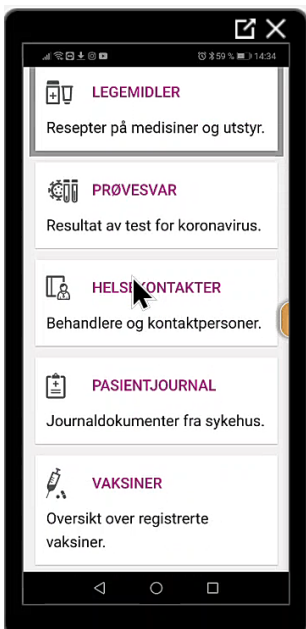 59 % 14:34
LEGEMIDLER
Resepter på medisiner og utstyr.
PRØVESVAR
Resultat av test for koronavirus.
HELSEKONTAKTER
Behandlere og kontaktpersoner.
PASIENTJOURNAL
Journaldokumenter fra sykehus.
VAKSINER
Oversikt over registrerte
vaksiner.